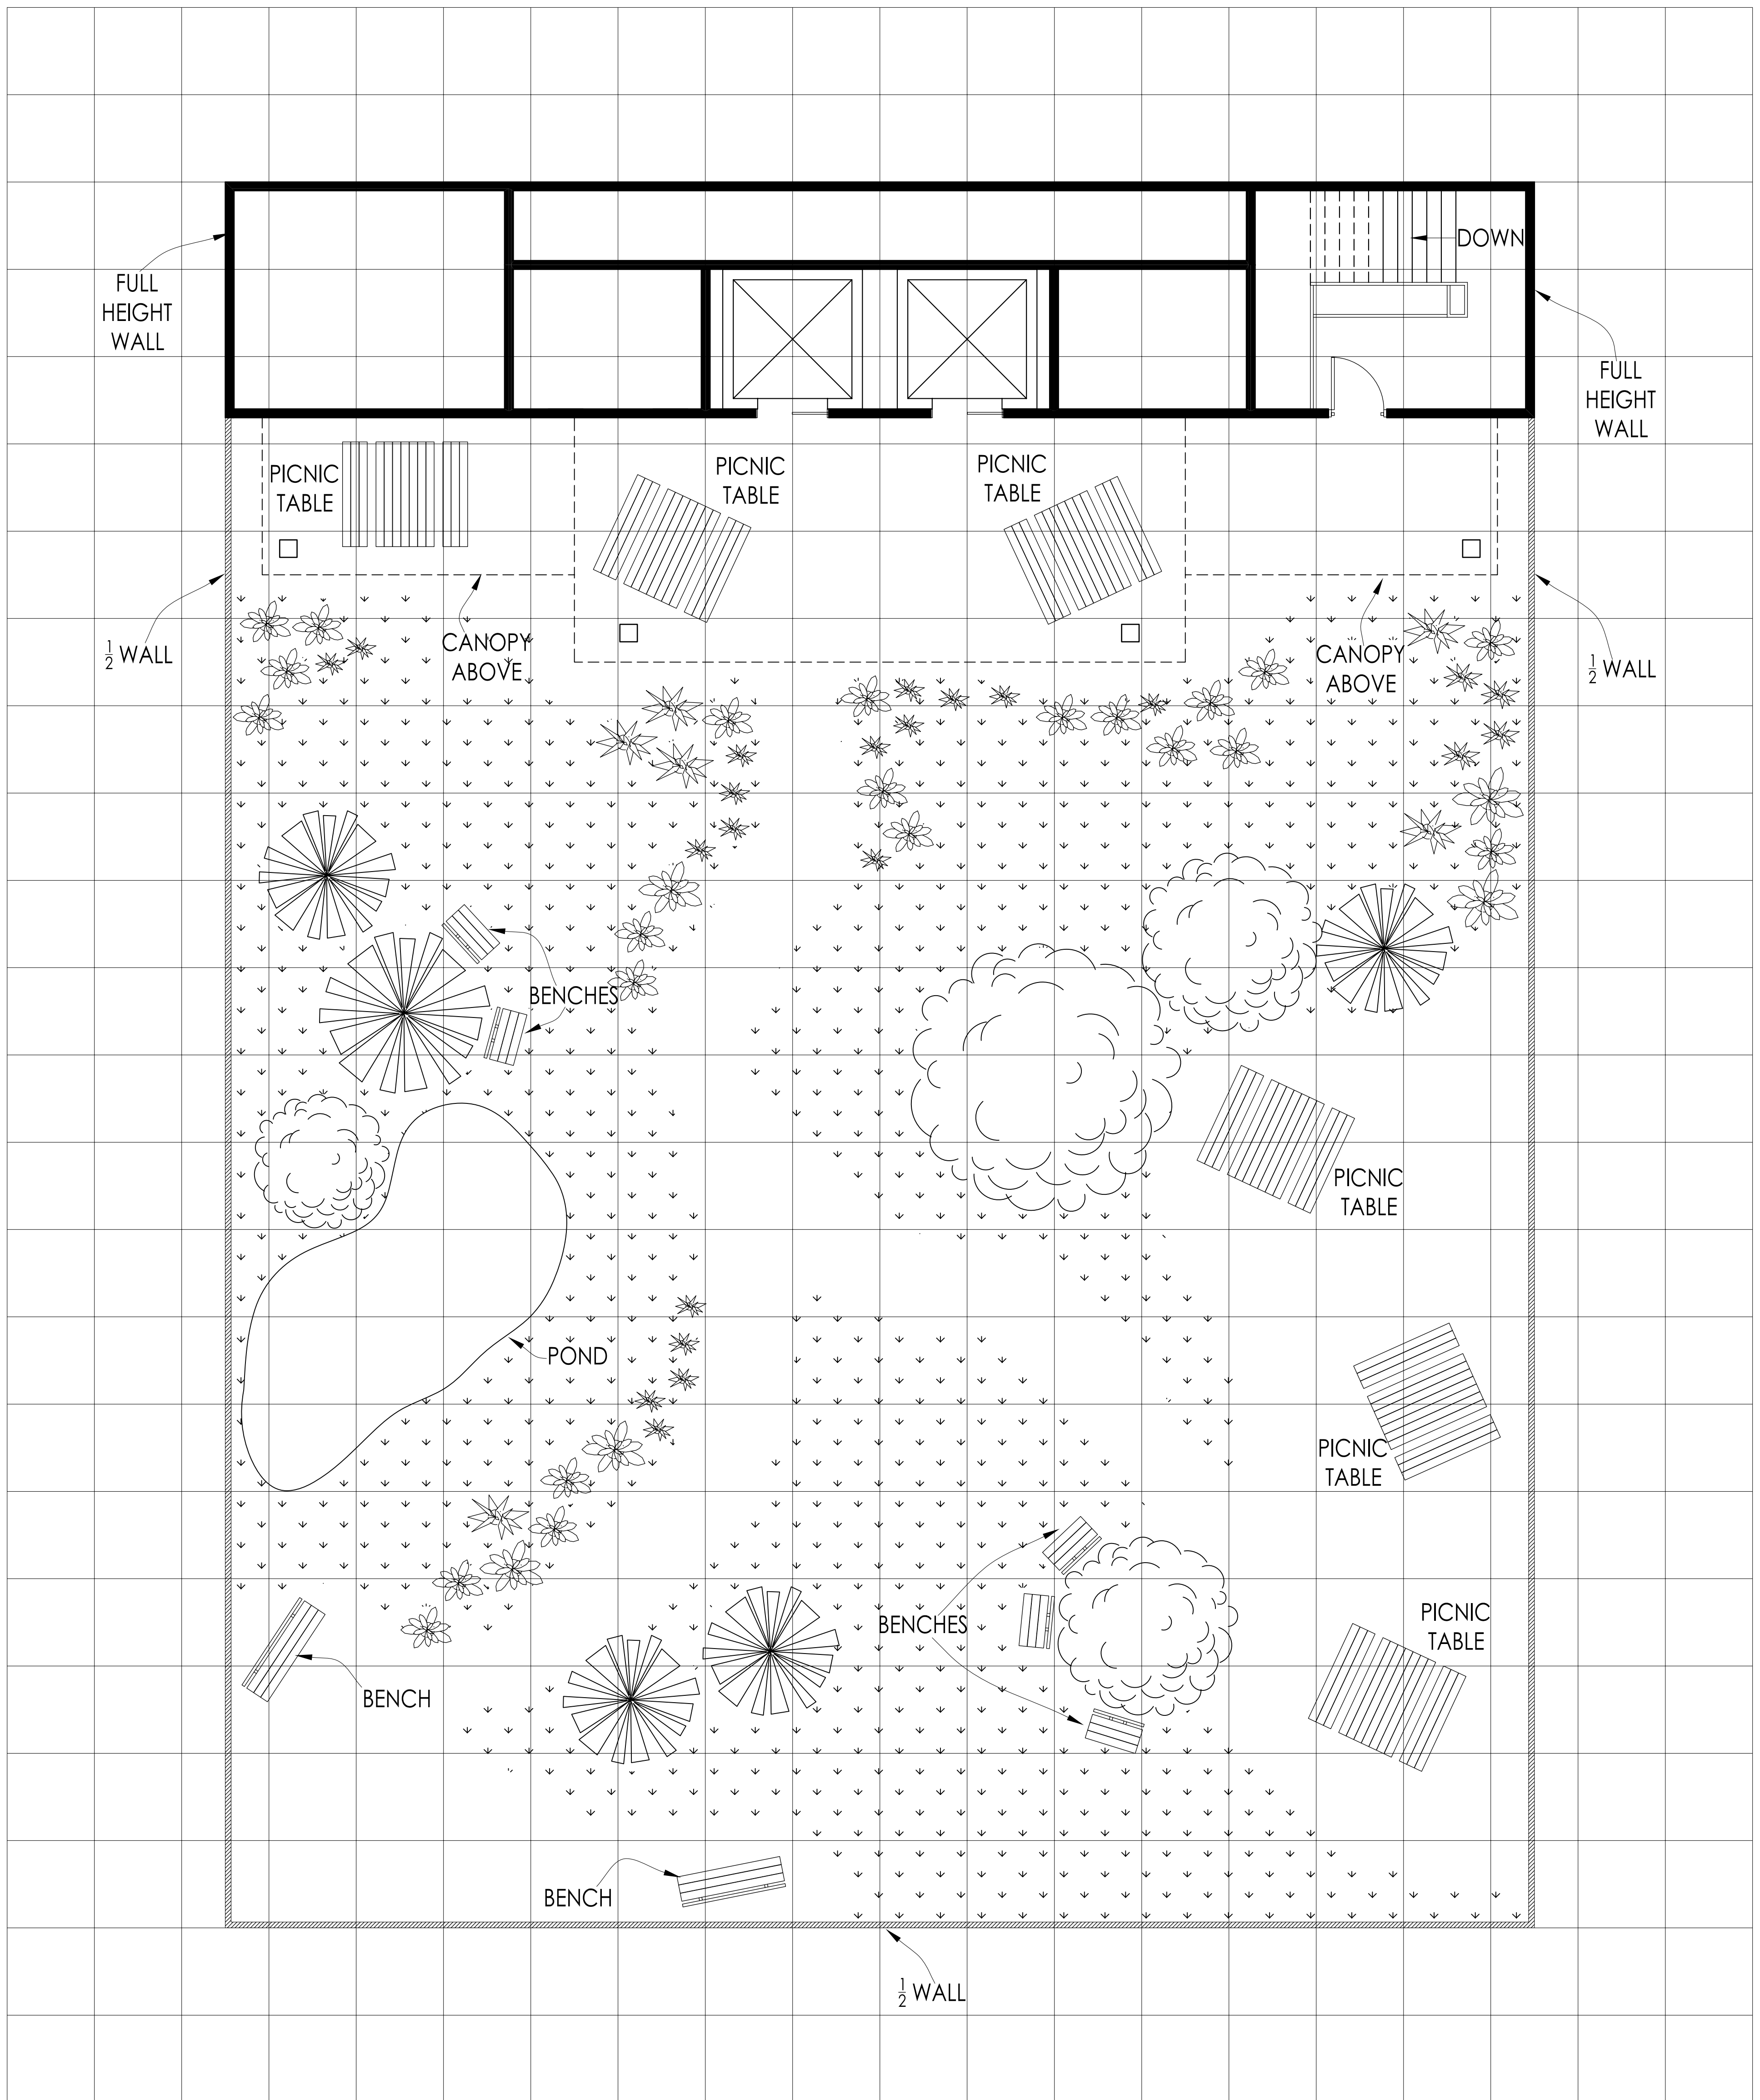 DOWN
FULL
HEIGHT
WALL
FULL
HEIGHT
WALL
PICNIC
TABLE
PICNIC
TABLE
PICNIC
TABLE
½ WALL
CANOPY
ABOVE
CANOPY
ABOVE
½ WALL
BENCHES
PICNIC
TABLE
POND
PICNIC
TABLE
BENCHES
PICNIC
TABLE
BENCH
BENCH
½ WALL